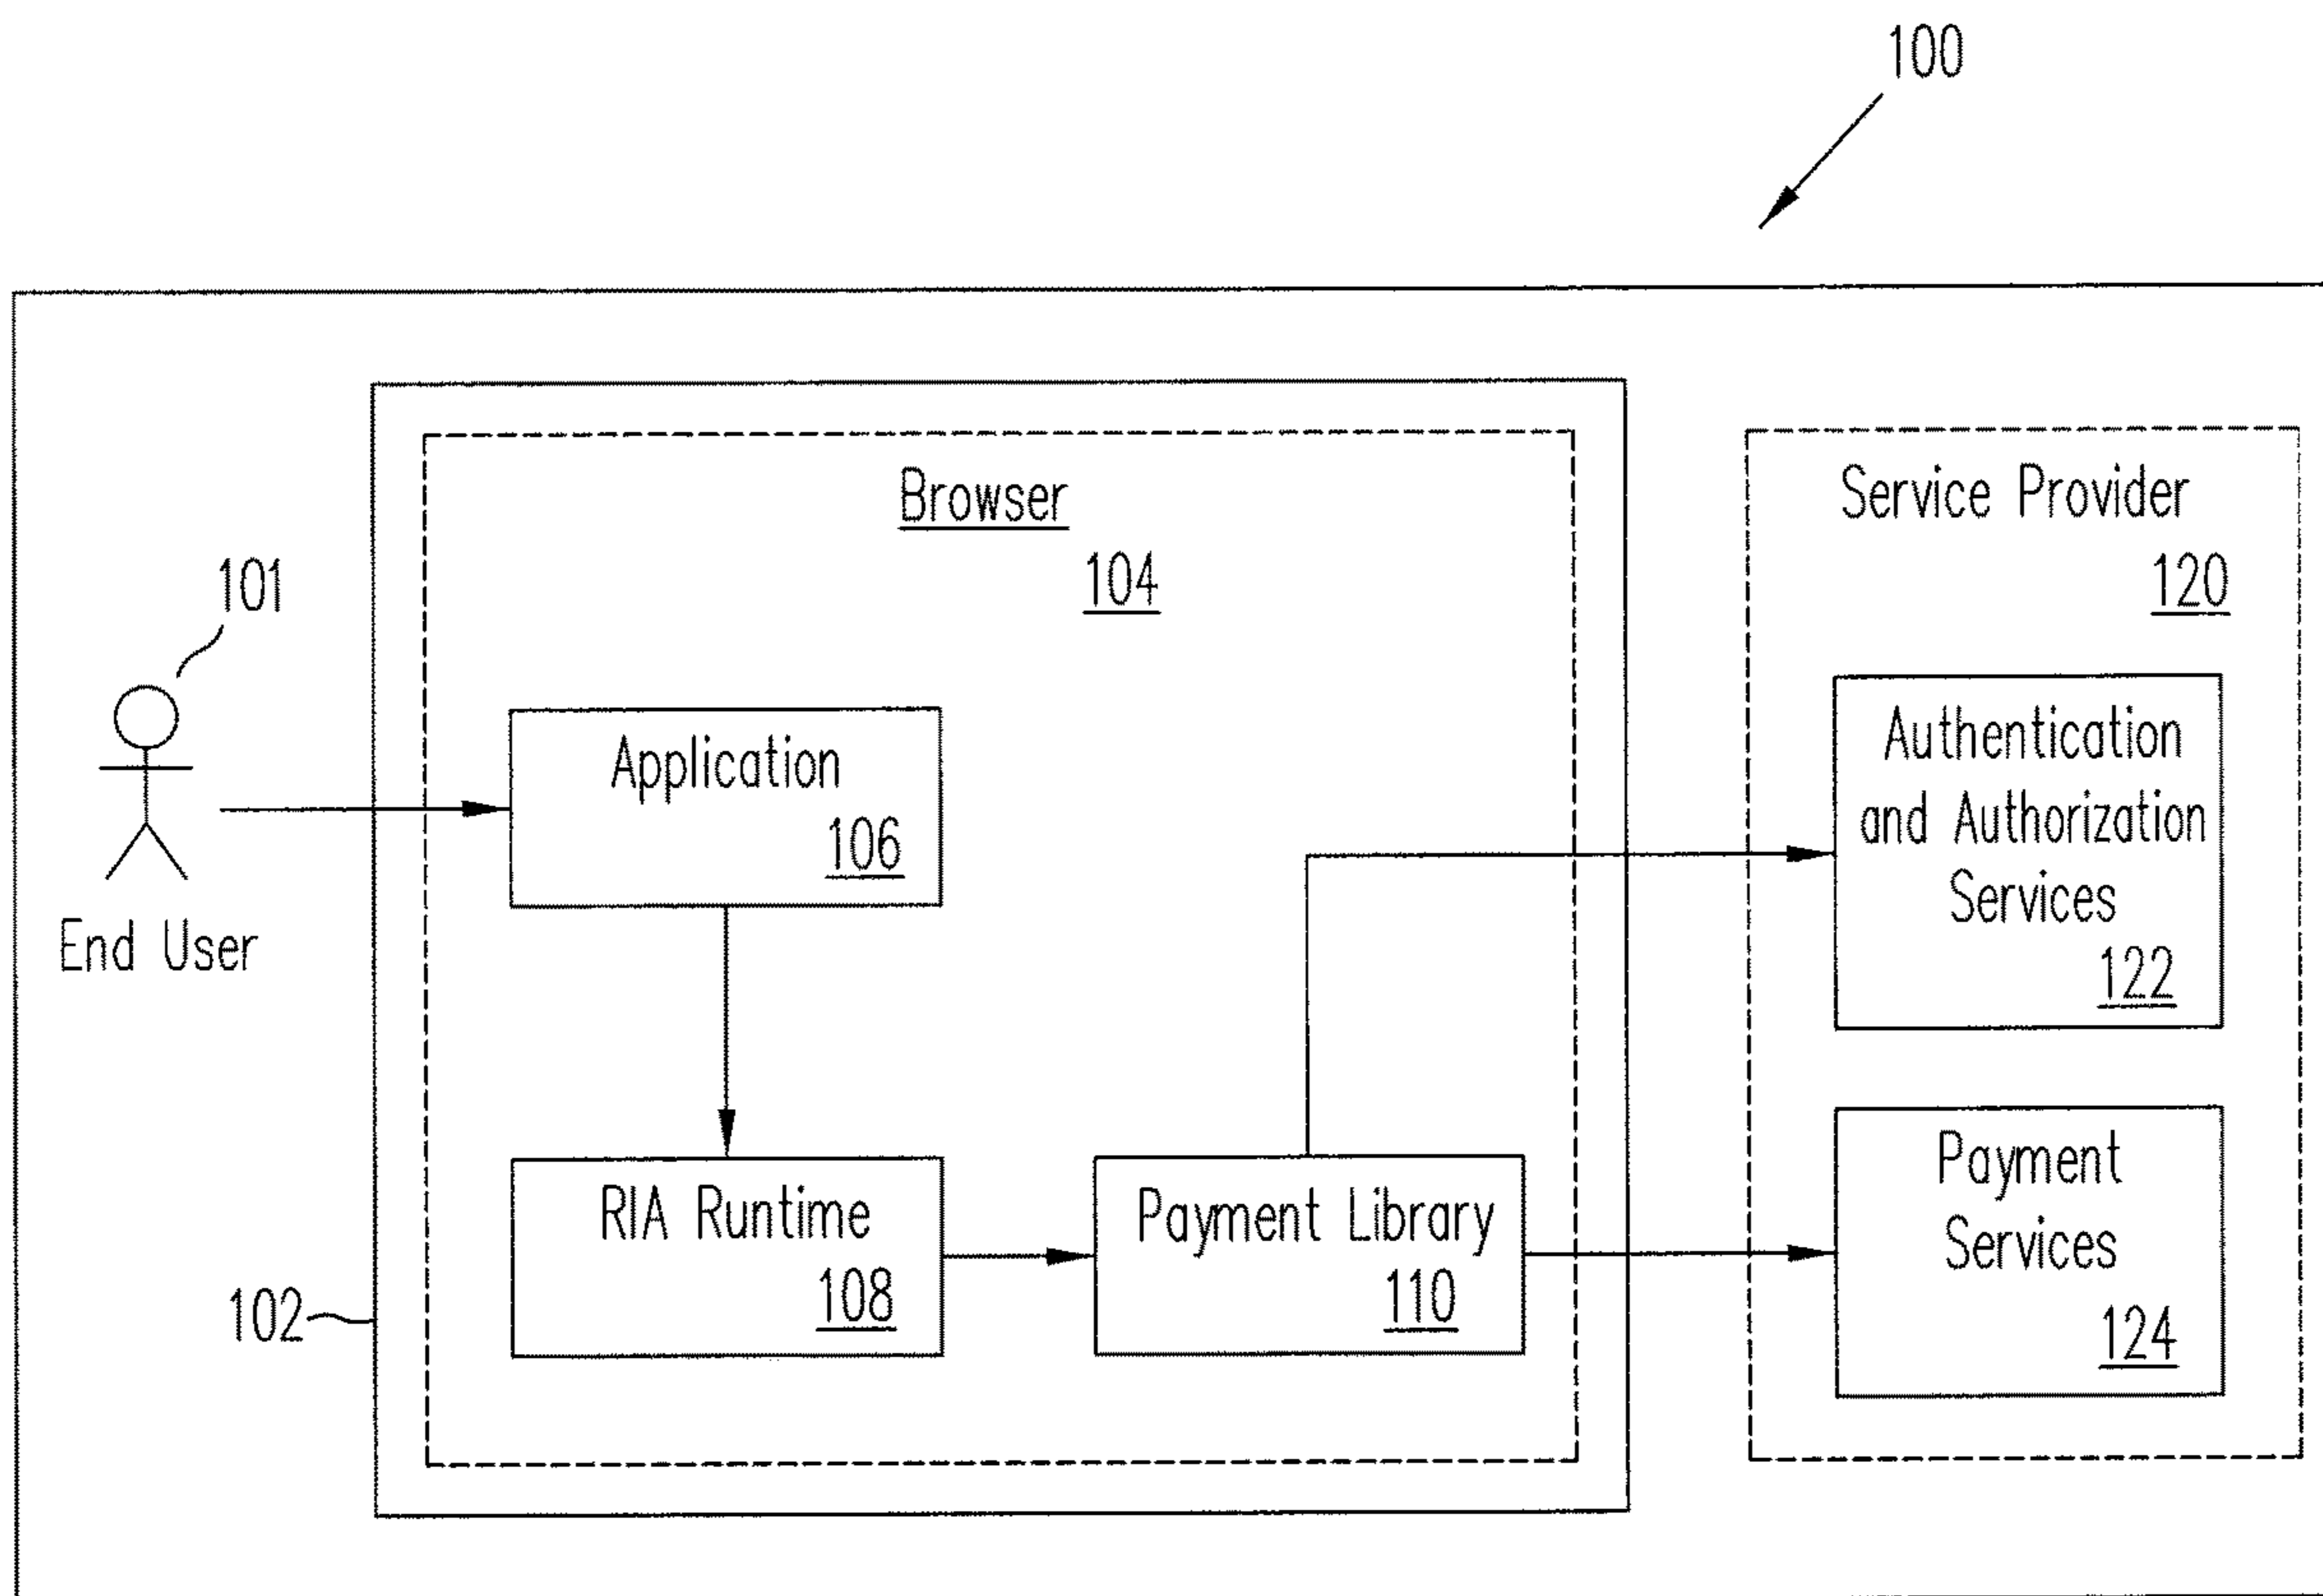 100
Browser
104
Service Provider
120
101
End User
Application
106
Authentication
and Authorization
Services
122
RIA Runtime
108
Payment Library
110
Payment
Services
124
102